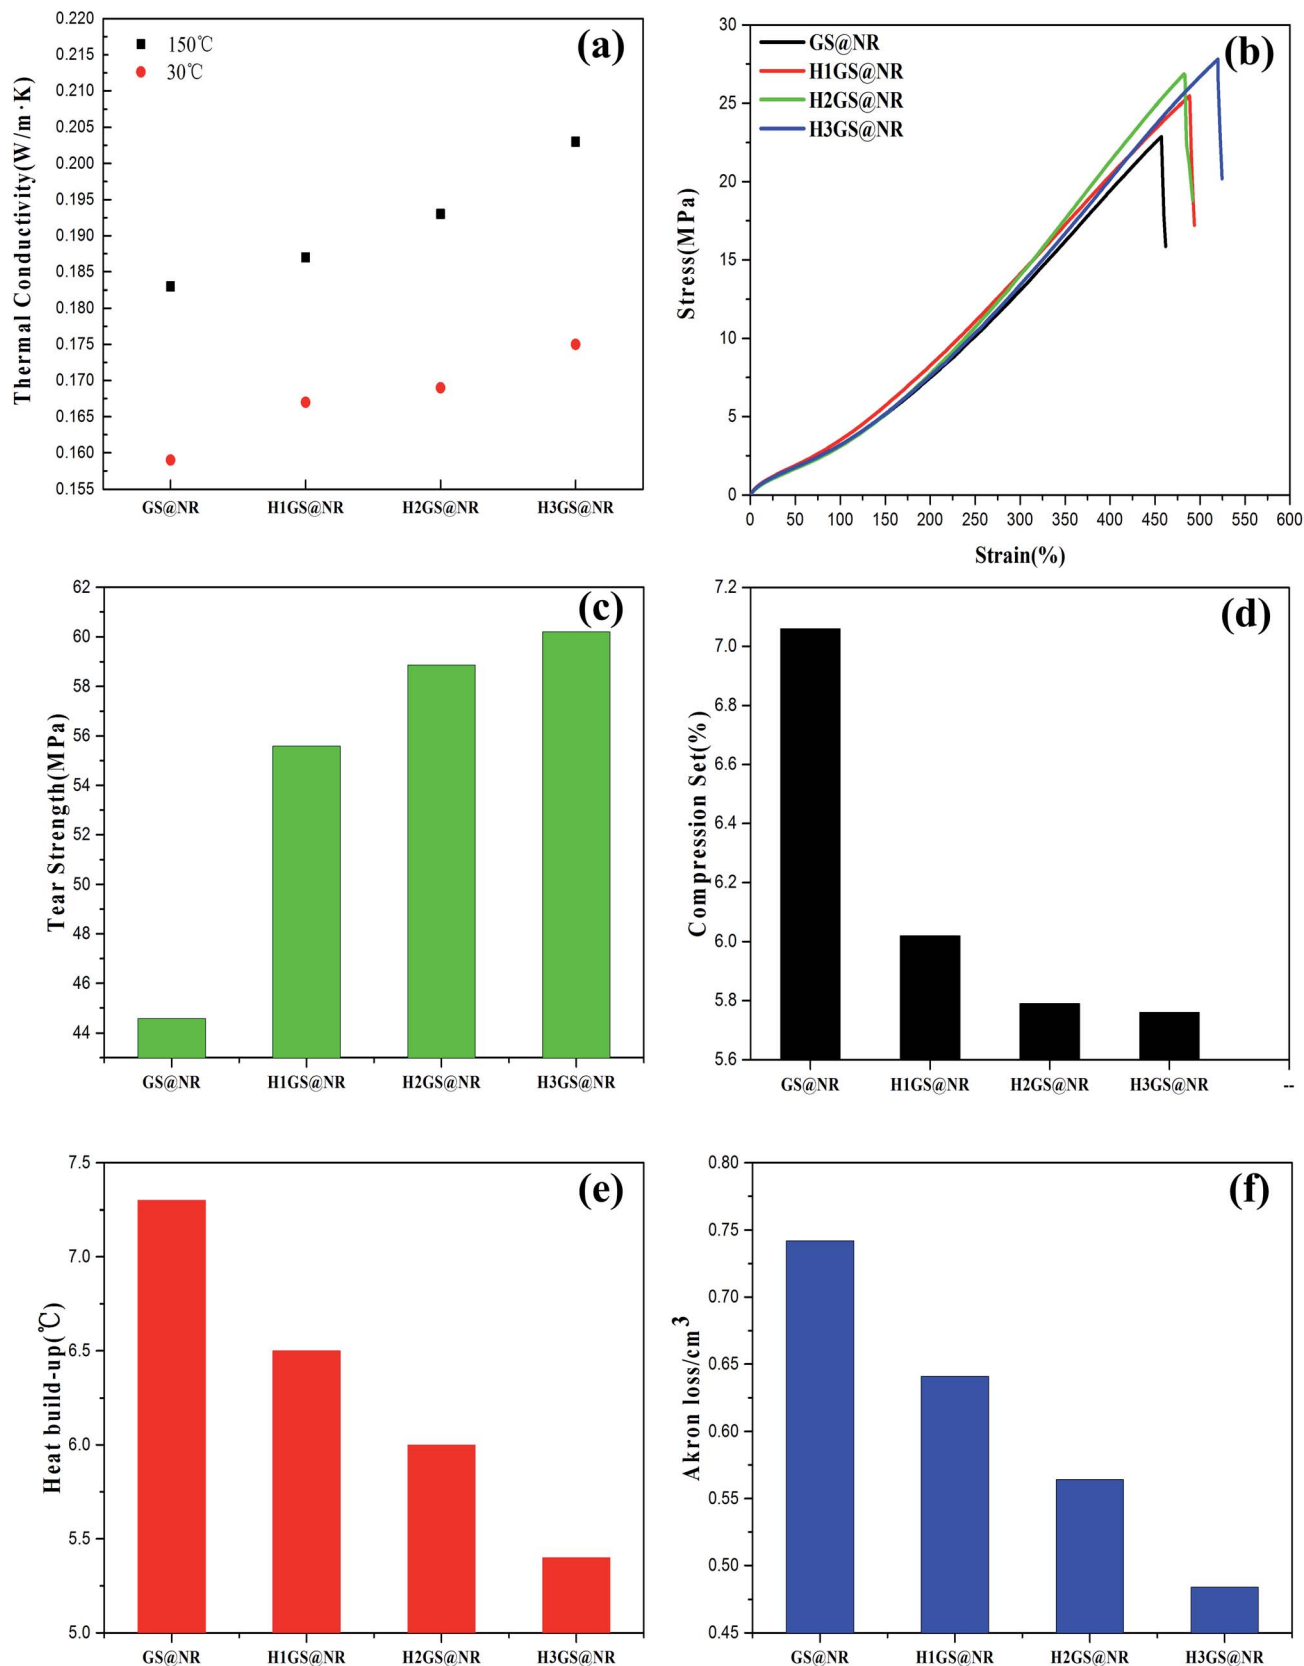 (a)
150℃
30℃
0.220
0.215
0.210
0.205
0.200
0.195
0.190
0.185
0.180
0.175
0.170
0.165
0.160
0.155
Thermal Conductivity(W/m·K)
GS@NR H1GS@NR H2GS@NR H3GS@NR
(b)
GS@NR
H1GS@NR
H2GS@NR
H3GS@NR
30
25
20
15
10
5
0
Stress(MPa)
0 50 100 150 200 250 300 350 400 450 500 550 600
Strain(%)
(c)
62
60
58
56
54
52
50
48
46
44
Tear Strength(MPa)
GS@NR H1GS@NR H2GS@NR H3GS@NR
(d)
7.2
7.0
6.8
6.6
6.4
6.2
6.0
5.8
5.6
Compression Set(%)
GS@NR H1GS@NR H2GS@NR H3GS@NR --
(e)
7.5
7.0
6.5
6.0
5.5
5.0
Heat build-up(℃)
GS@NR H1GS@NR H2GS@NR H3GS@NR
(f)
0.80
0.75
0.70
0.65
0.60
0.55
0.50
0.45
Akron loss/cm³
GS@NR H1GS@NR H2GS@NR H3GS@NR